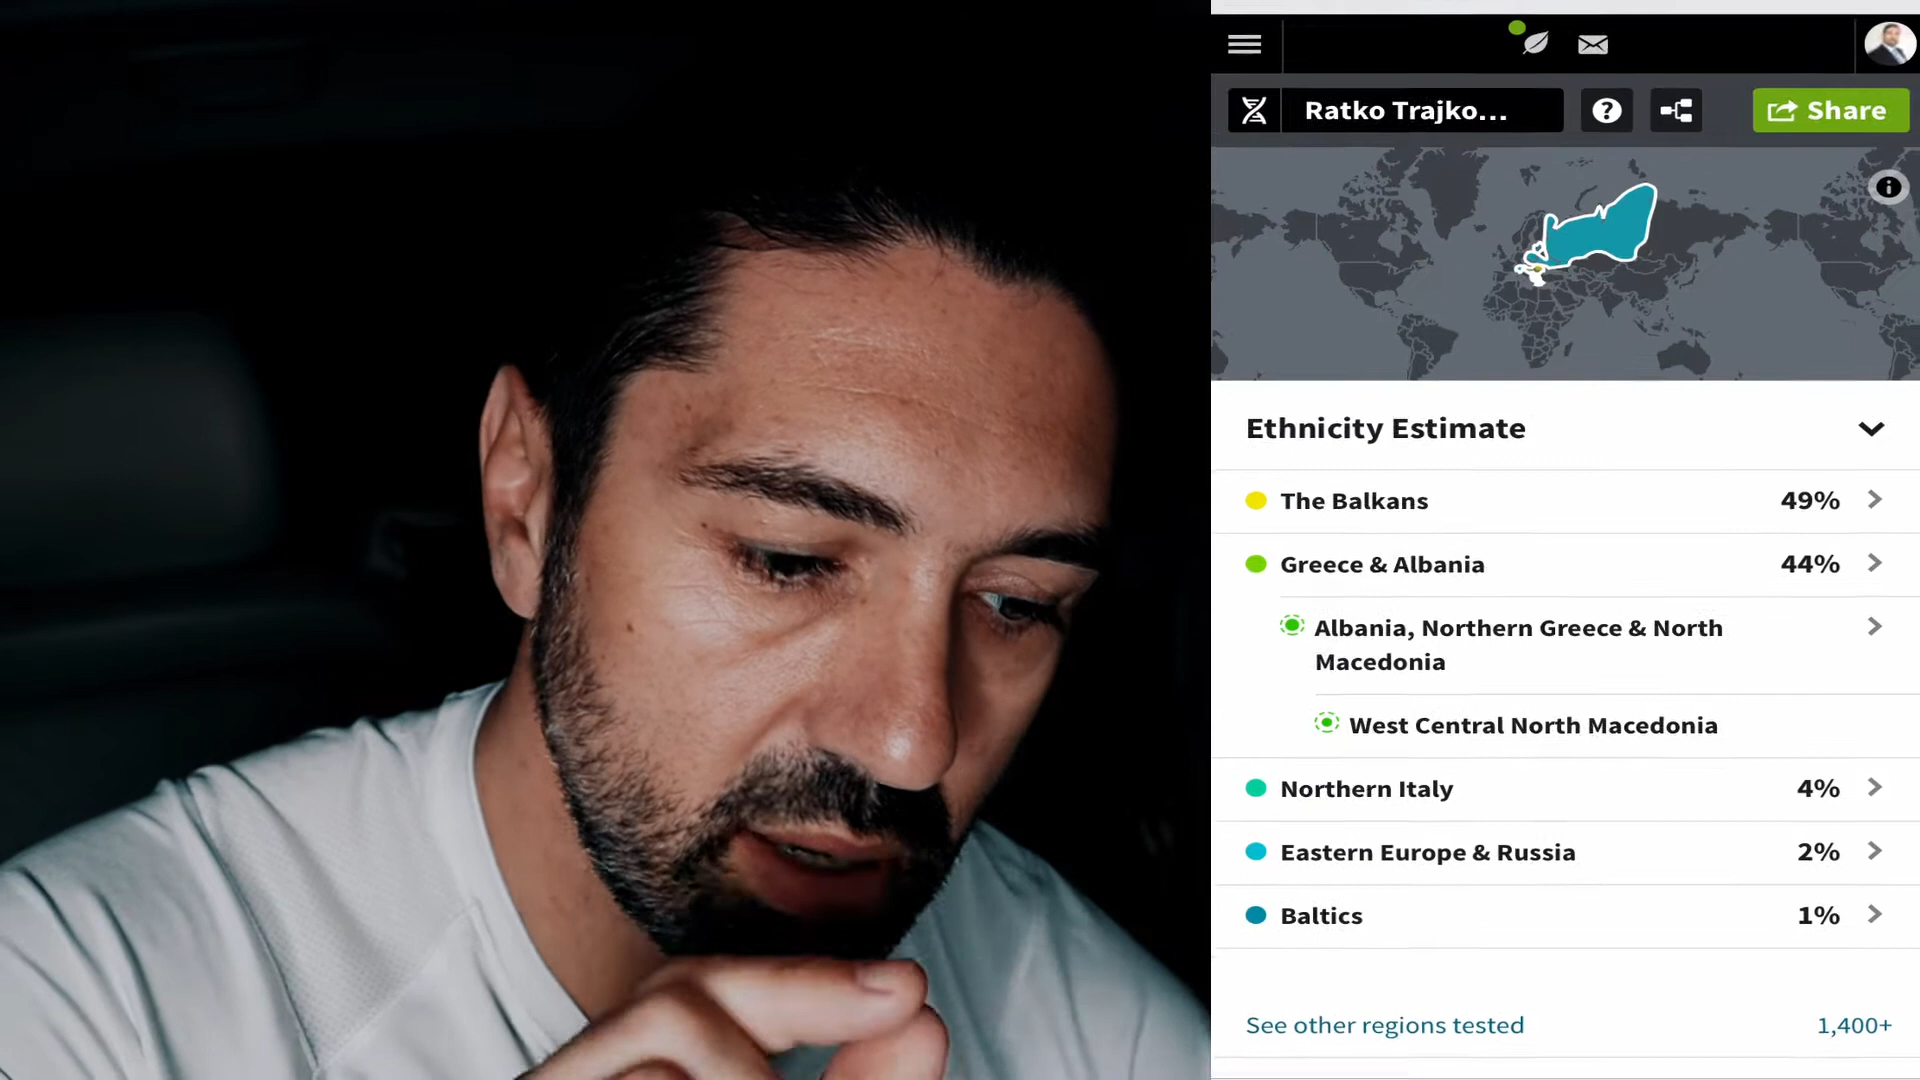 Ratko Trajko...
Share
Ethnicity Estimate
The Balkans 49%
Greece & Albania 44%
Albania, Northern Greece & North
Macedonia
West Central North Macedonia
Northern Italy 4%
Eastern Europe & Russia 2%
Baltics 1%
See other regions tested 1,400+